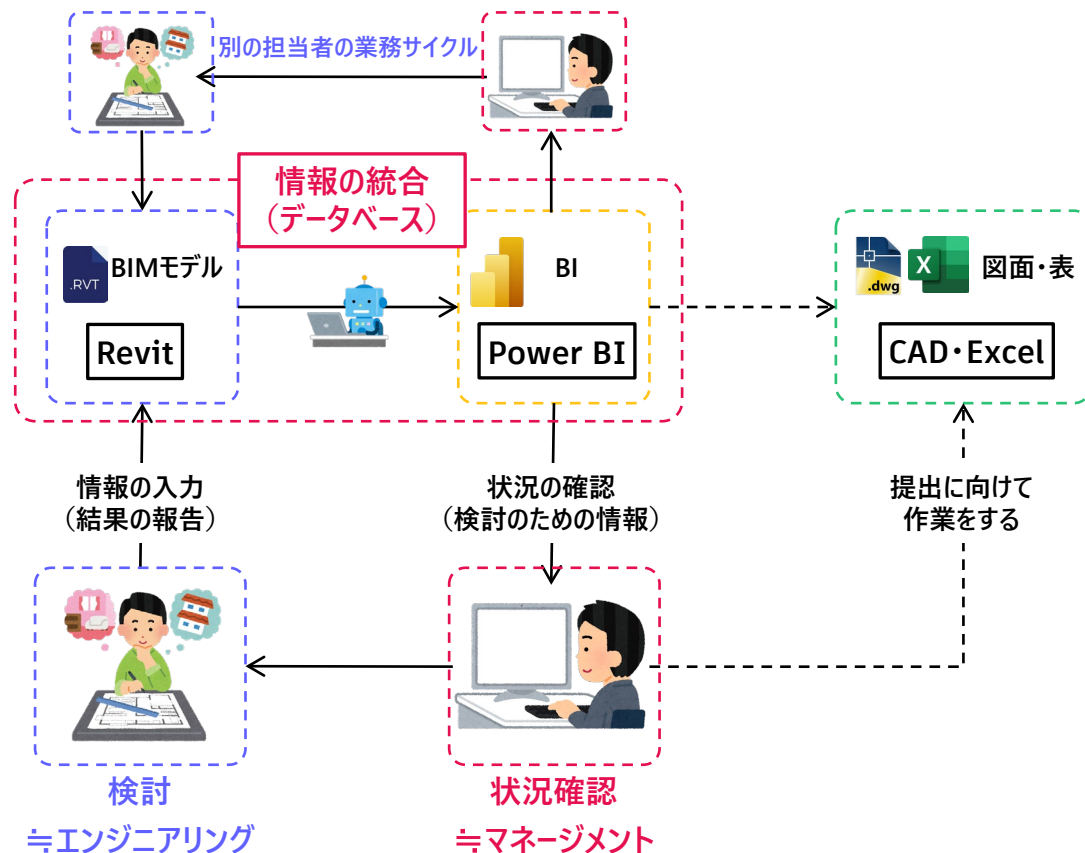 別の担当者の業務サイクル
情報の統合
（データベース）
.RVT
BIMモデル
Revit
BI
Power BI
.dwg
X
図面・表
CAD・Excel
情報の入力
（結果の報告）
状況の確認
（検討のための情報）
提出に向けて
作業をする
検討
≒エンジニアリング
状況確認
≒マネージメント